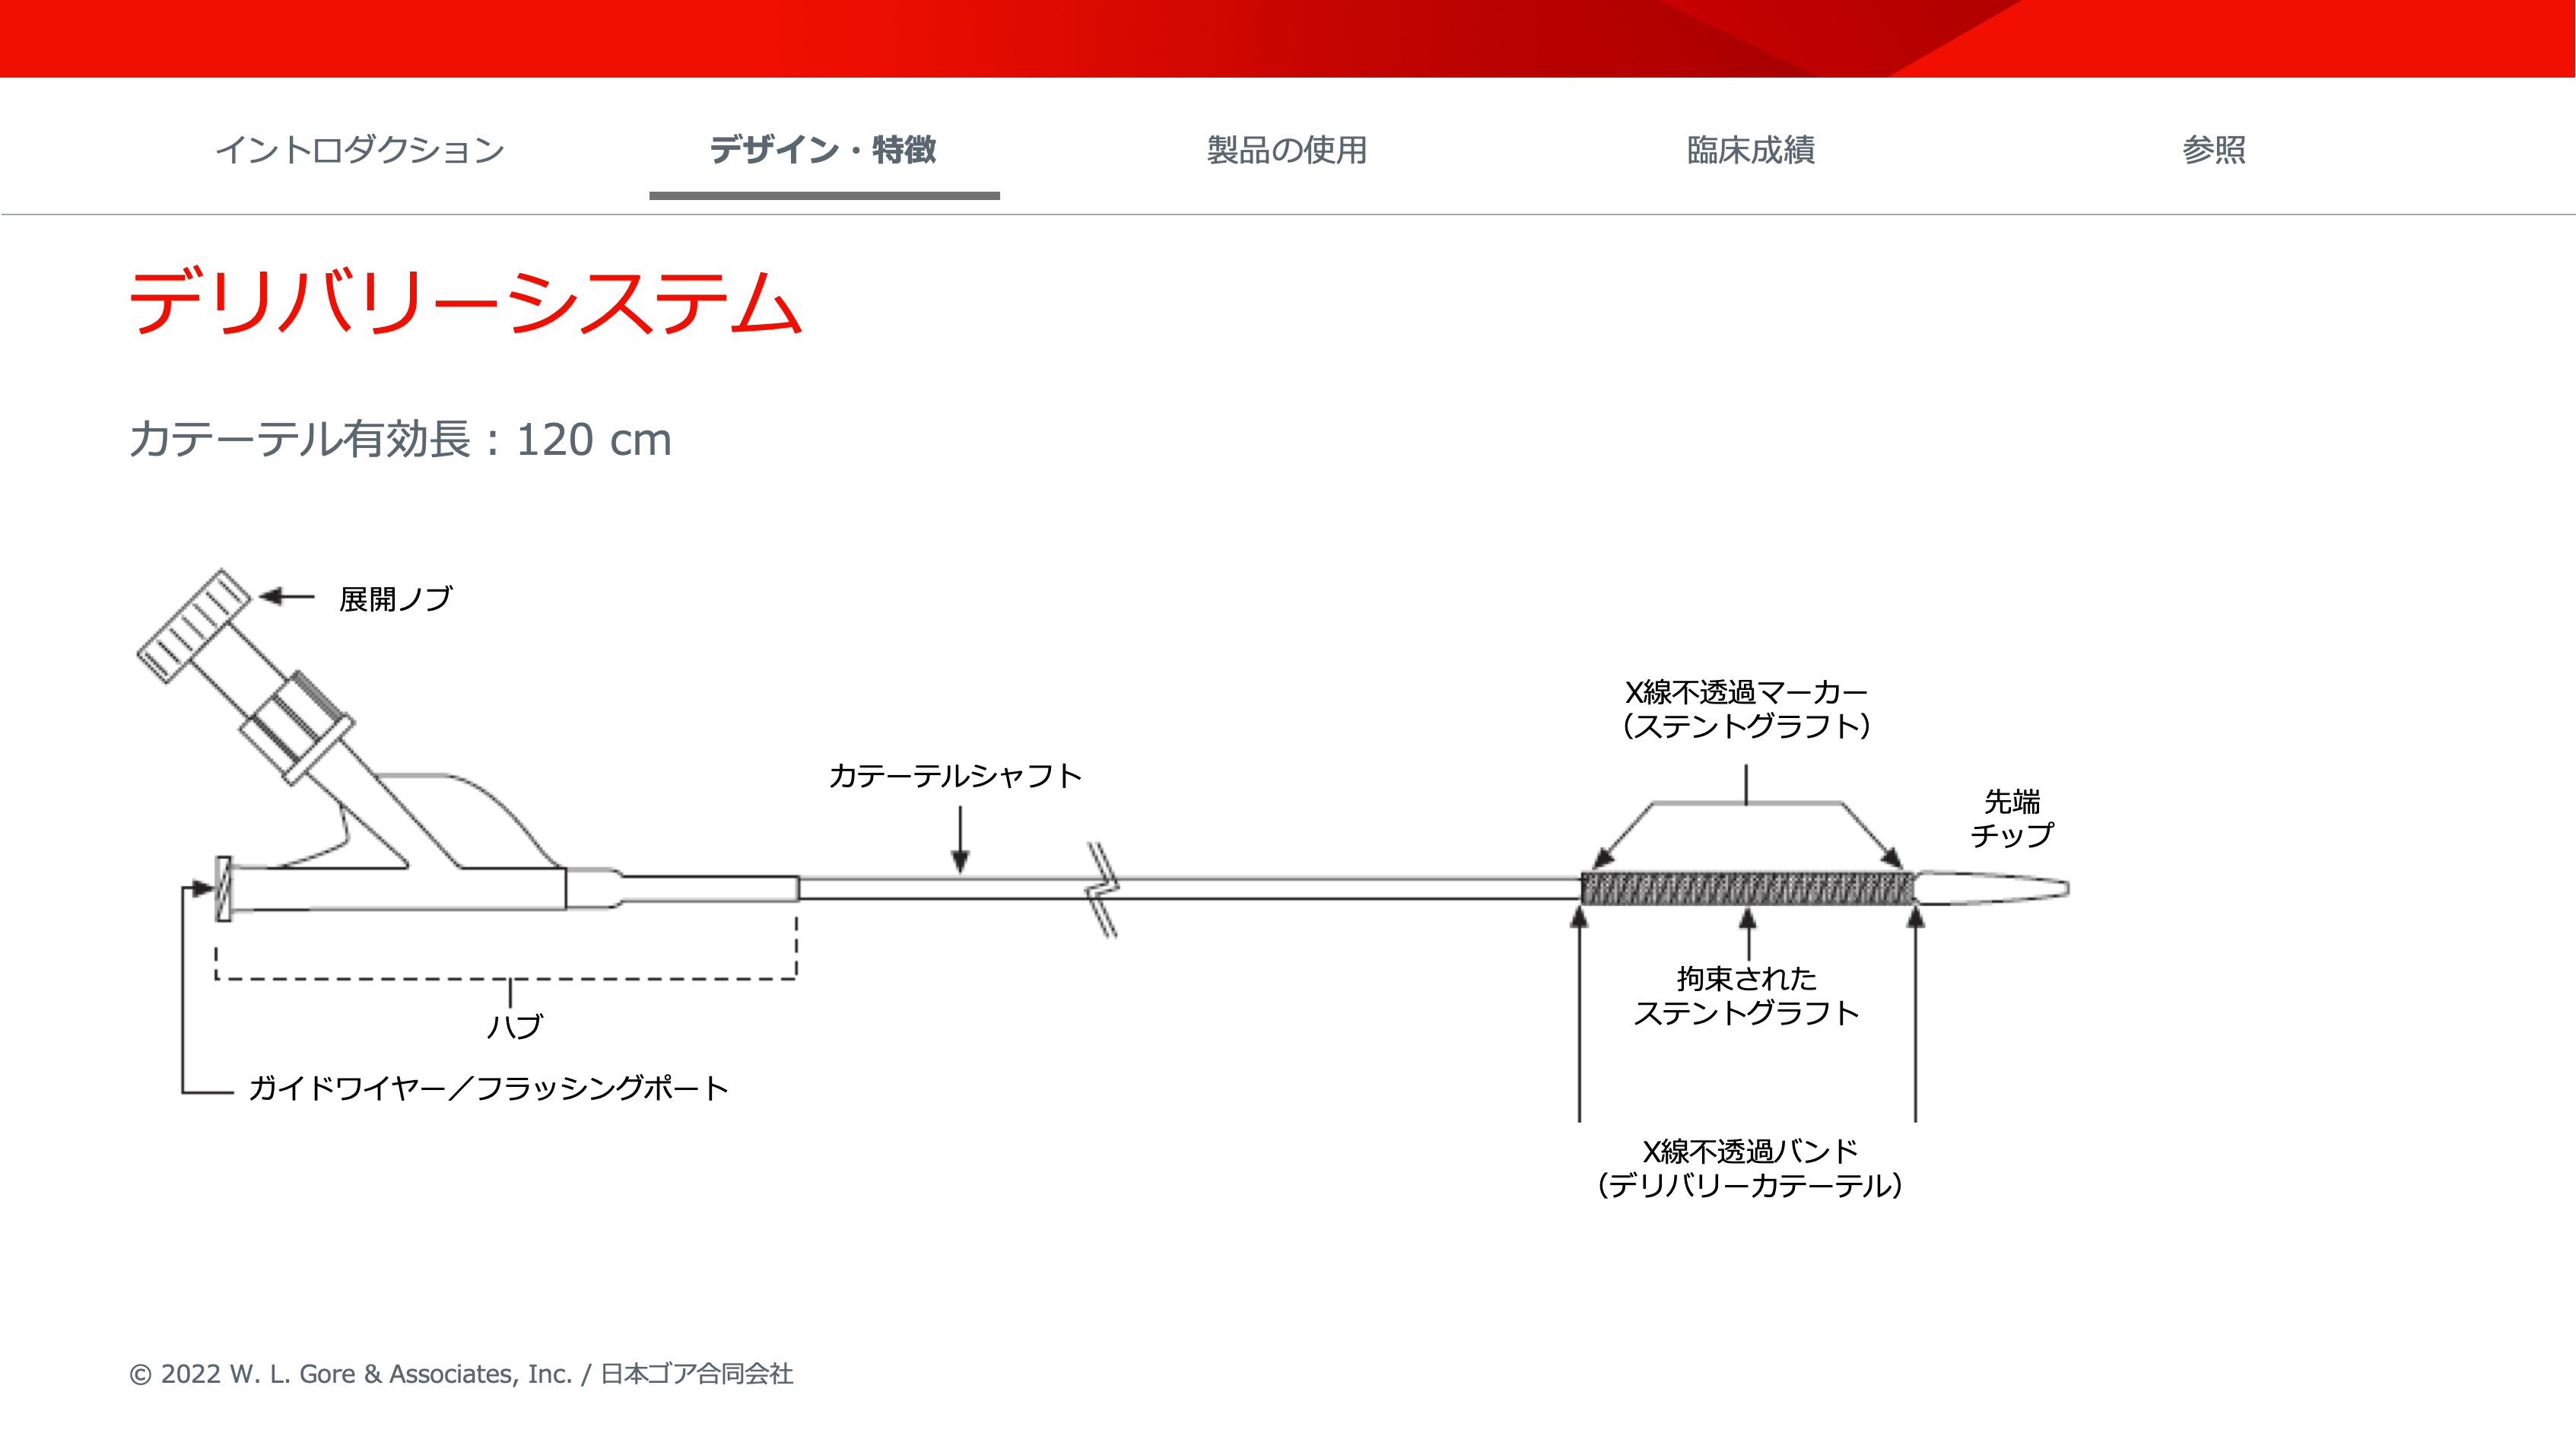 イントロダクション
デザイン・特徴
製品の使用
臨床成績
参照
デリバリーシステム
カテーテル有効長：120 cm
展開ノブ
X線不透過マーカー
（ステントグラフト）
カテーテルシャフト
先端
チップ
拘束された
ステントグラフト
ハブ
ガイドワイヤー／フラッシングポート
X線不透過バンド
（デリバリーカテーテル）
© 2022 W. L. Gore & Associates, Inc. / 日本ゴア合同会社